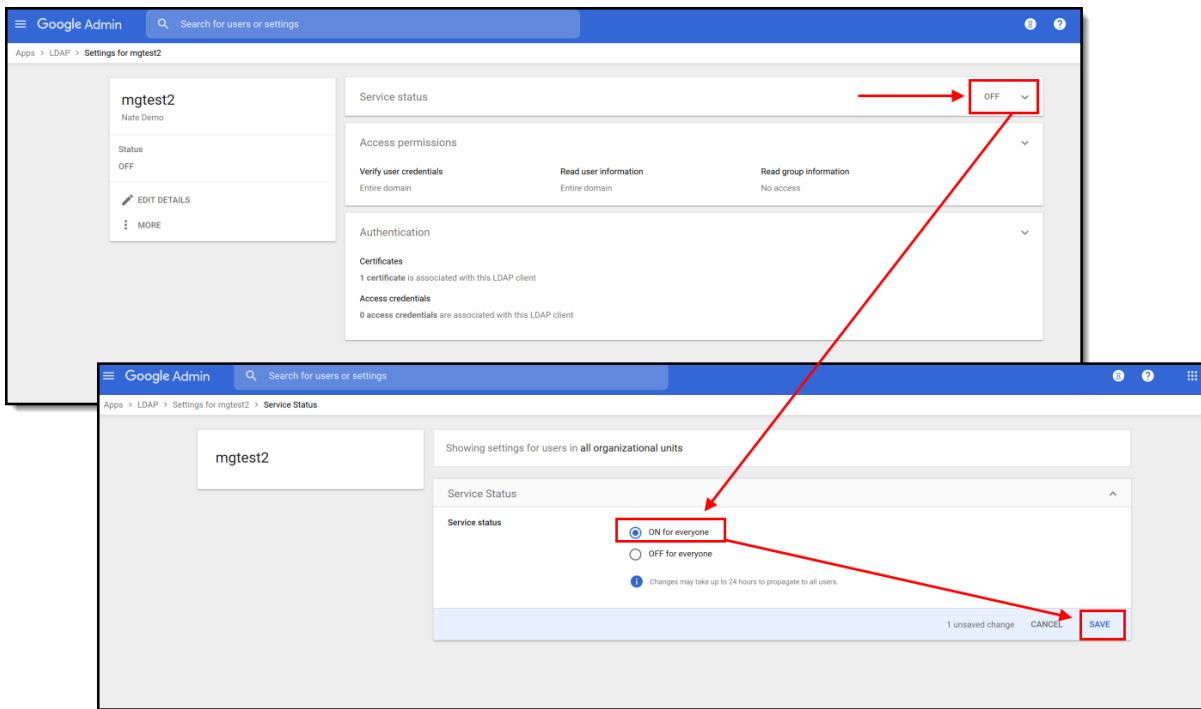 Google Admin
Search for users or settings
Apps > LDAP > Settings for mgtest2
mgtest2
Nate Demo
Status
OFF
EDIT DETAILS
MORE
Service status
OFF
Access permissions
Verify user credentials
Entire domain
Read user information
Entire domain
Read group information
No access
Authentication
Certificates
1 certificate is associated with this LDAP client
Access credentials
0 access credentials are associated with this LDAP client
Google Admin
Search for users or settings
Apps > LDAP > Settings for mgtest2 > Service Status
mgtest2
Showing settings for users in all organizational units
Service Status
Service status
ON for everyone
OFF for everyone
Changes may take up to 24 hours to propagate to all users.
1 unsaved change CANCEL SAVE